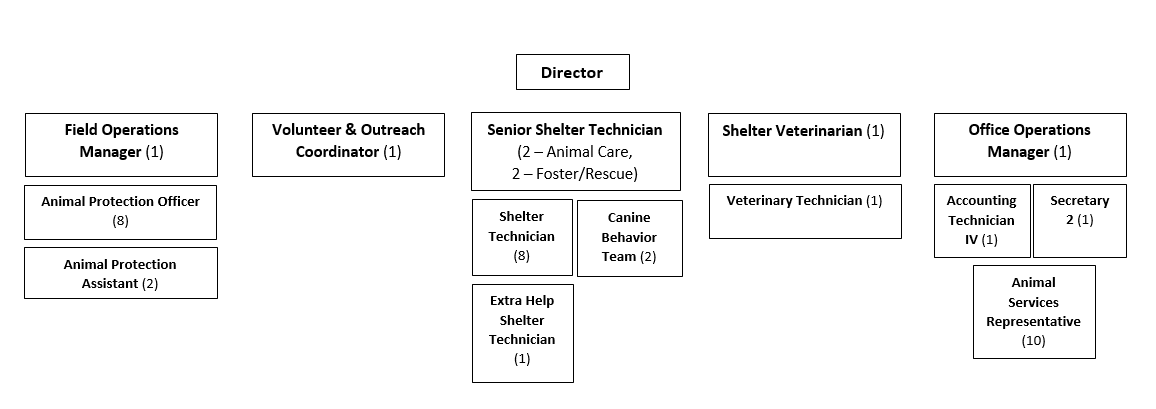 Director
Field Operations
Manager (1)
Animal Protection Officer
(8)
Animal Protection
Assistant (2)
Volunteer & Outreach
Coordinator (1)
Senior Shelter Technician
(2 – Animal Care,
2 – Foster/Rescue)
Shelter
Technician
(8)
Canine
Behavior
Team (2)
Extra Help
Shelter
Technician
(1)
Shelter Veterinarian (1)
Veterinary Technician (1)
Office Operations
Manager (1)
Accounting
Technician
IV (1)
Secretary
2 (1)
Animal
Services
Representative
(10)